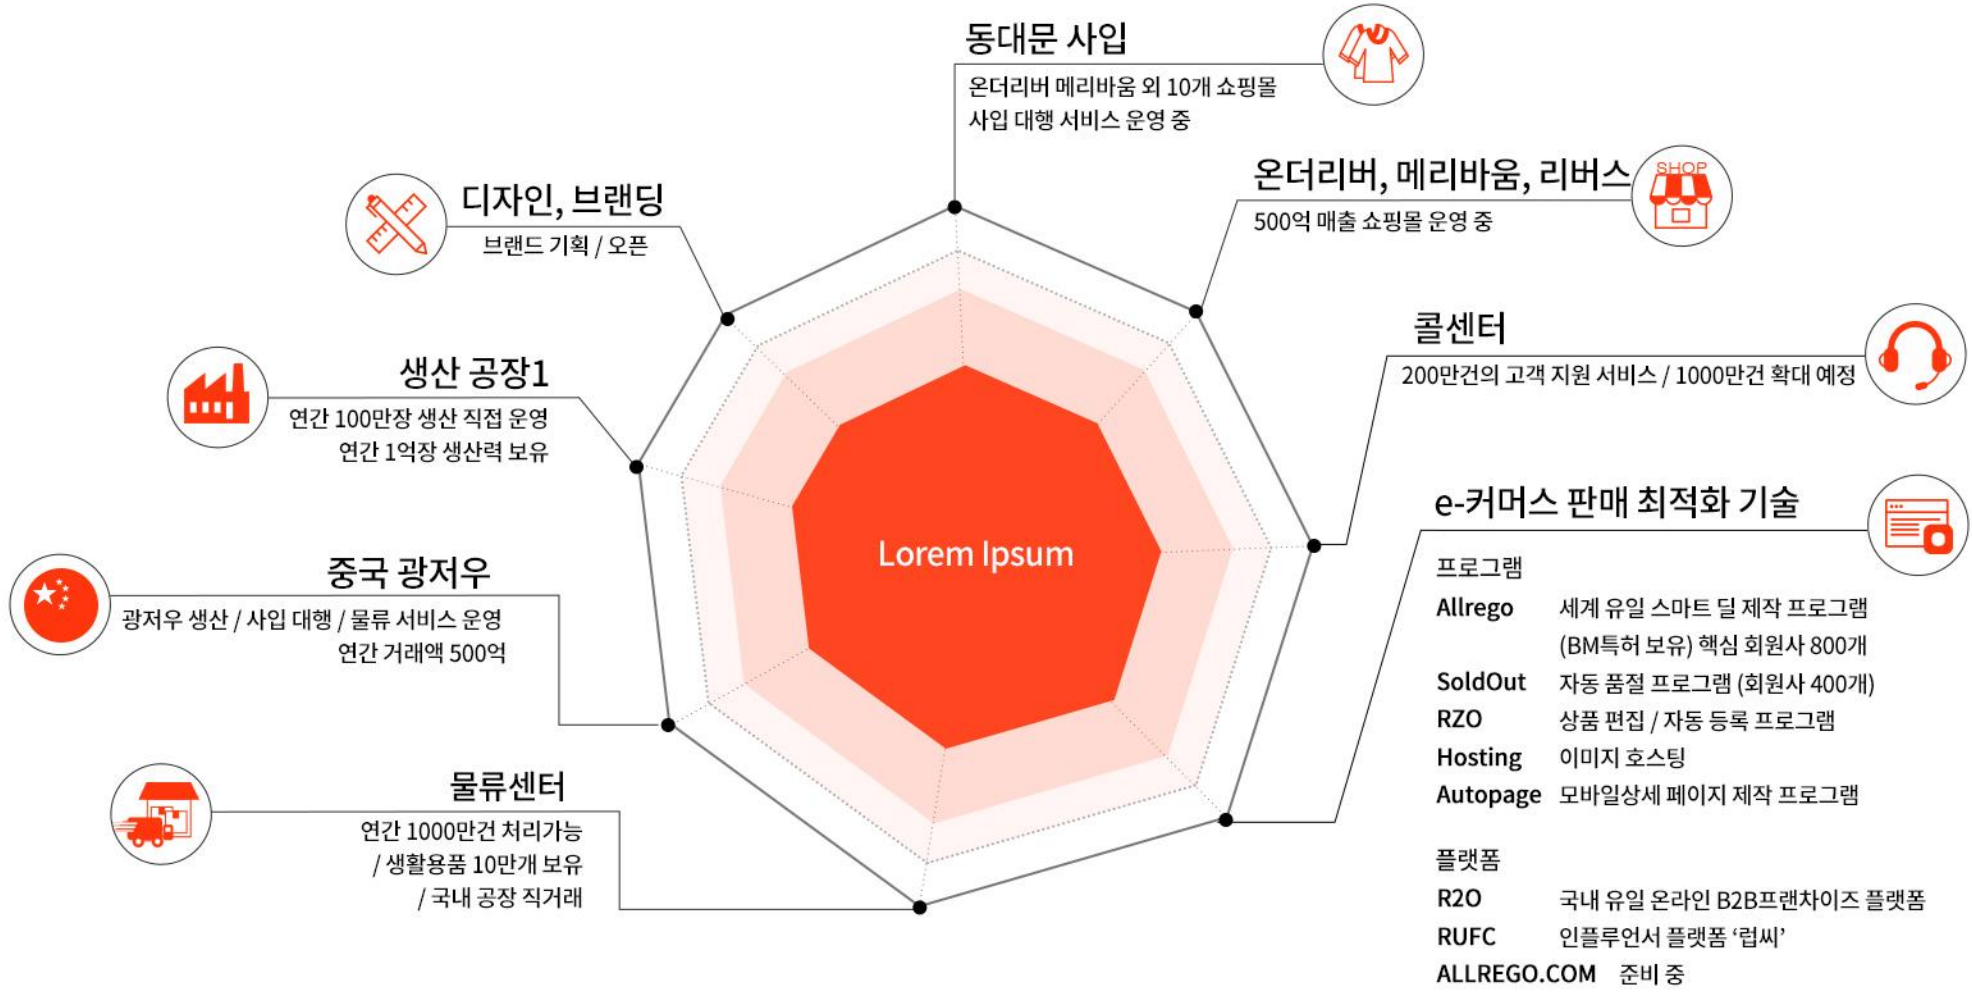 동대문 사입
온더리버 메리바움 외 10개 쇼핑몰
사입 대행 서비스 운영 중
온더리버, 메리바움, 리버스
SHOP
500억 매출 쇼핑몰 운영 중
디자인, 브랜딩
브랜드 기획 / 오픈
콜센터
200만건의 고객 지원 서비스 / 1000만건 확대 예정
생산 공장1
연간 100만장 생산 직접 운영
연간 1억장 생산력 보유
e-커머스 판매 최적화 기술
프로그램
Allrego 세계 유일 스마트 딜 제작 프로그램
(BM특허 보유) 핵심 회원사 800개
SoldOut 자동 품절 프로그램 (회원사 400개)
RZO 상품 편집 / 자동 등록 프로그램
Hosting 이미지 호스팅
Autopage 모바일상세 페이지 제작 프로그램
플랫폼
R2O 국내 유일 온라인 B2B프랜차이즈 플랫폼
RUFC 인플루언서 플랫폼 ‘럽씨’
ALLREGO.COM 준비 중
Lorem Ipsum
중국 광저우
광저우 생산 / 사입 대행 / 물류 서비스 운영
연간 거래액 500억
물류센터
연간 1000만건 처리가능
/ 생활용품 10만개 보유
/ 국내 공장 직거래